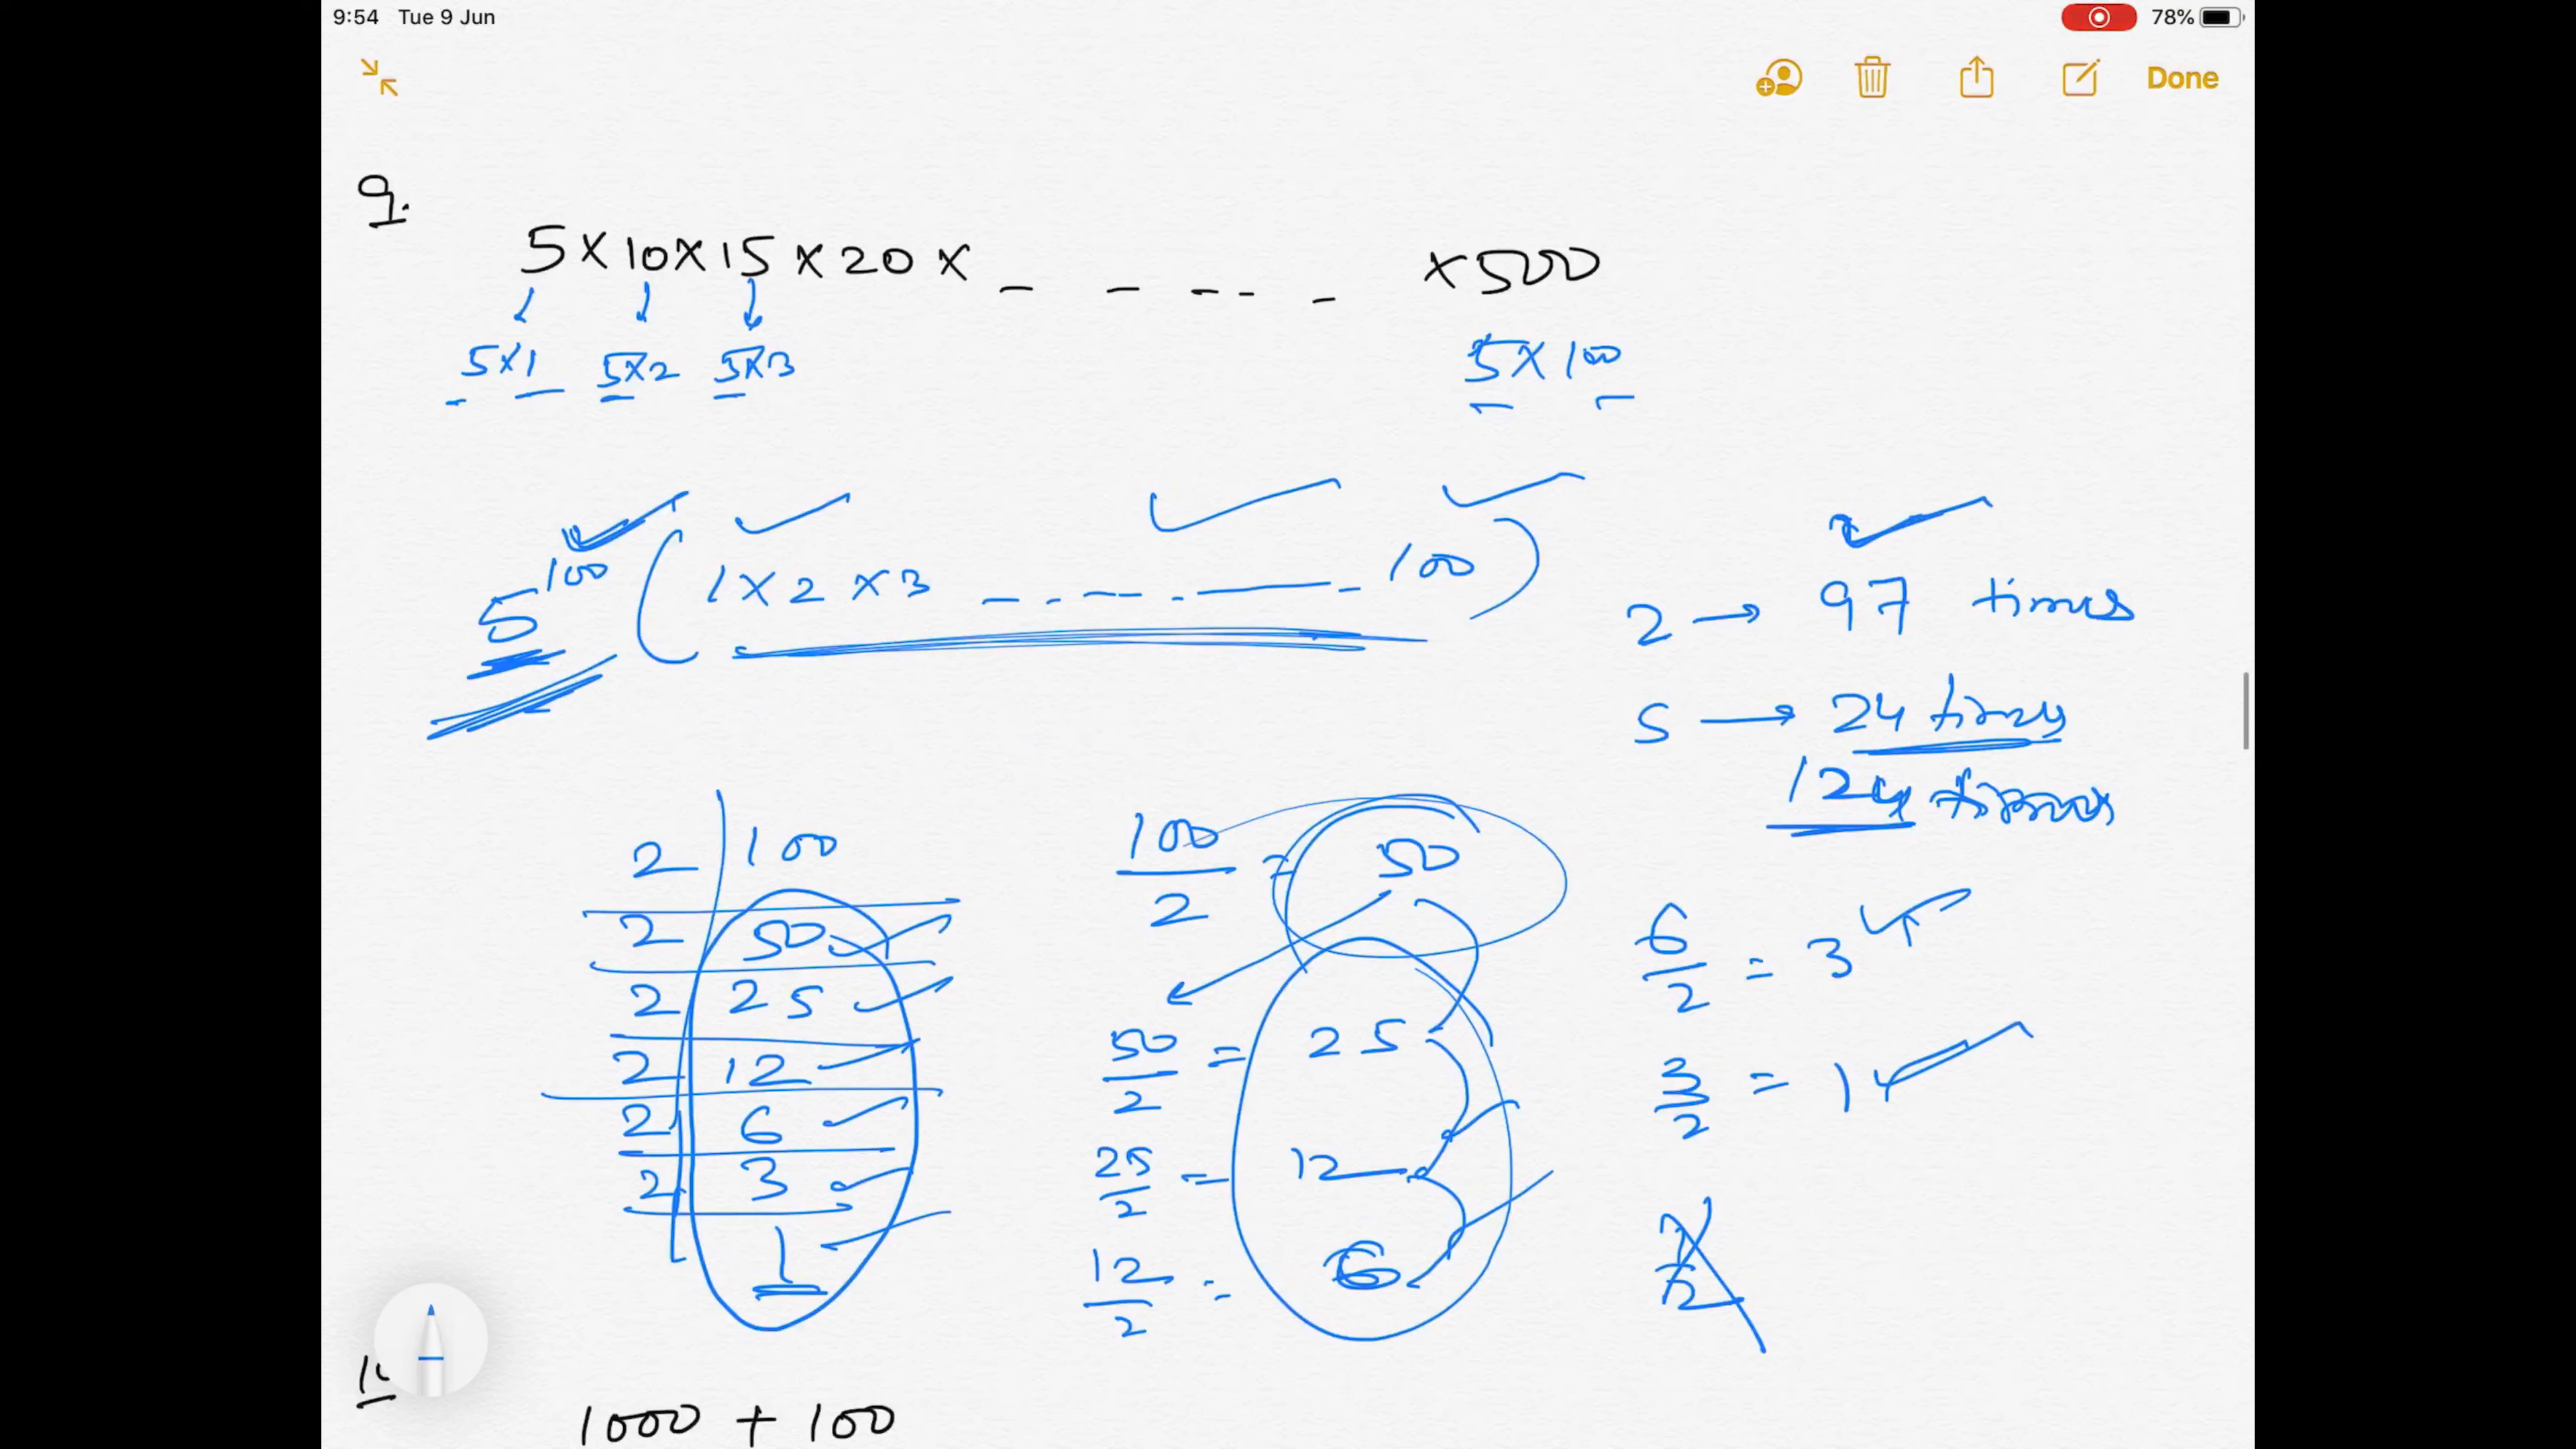 9:54 Tue 9 Jun 78%
Done
9.
5 × 10 × 15 × 20 × _ _ _ _ _ × 500
5×1 5×2 5×3 5×100
5^100 (1 × 2 × 3 _ _ _ _ _ 100)
2 → 97 times
5 → 24 times
124 times
2 | 100
2 | 50
2 | 25
2 | 12
2 | 6
2 | 3
1
100/2 = 50
50/2 = 25
25/2 = 12
12/2 = 6
6/2 = 3
3/2 = 1
1000 + 100